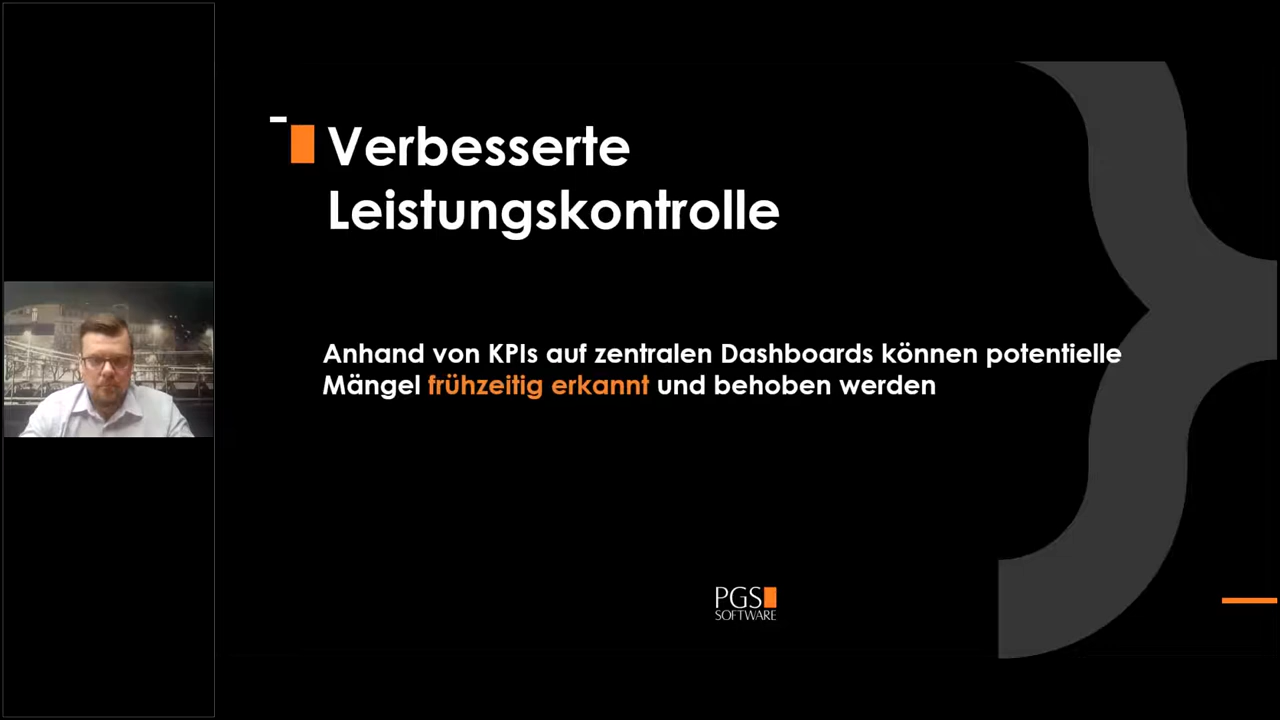 Verbesserte
Leistungskontrolle
Anhand von KPIs auf zentralen Dashboards können potentielle
Mängel frühzeitig erkannt und behoben werden
PGS
SOFTWARE